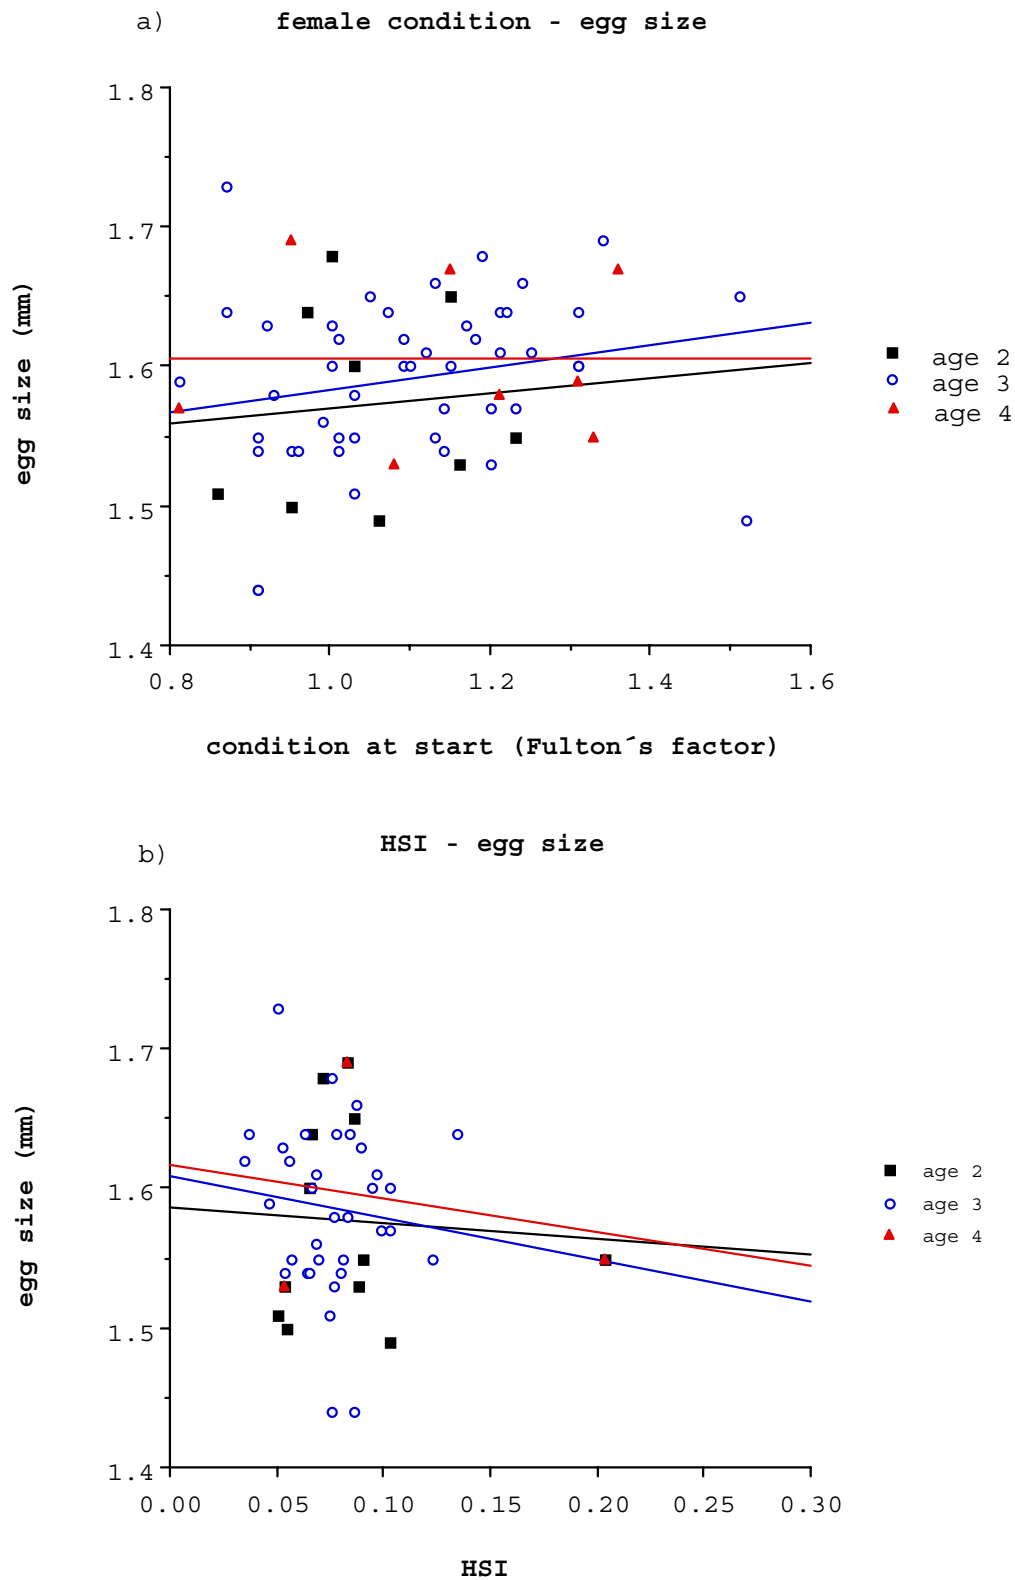 a)
female condition - egg size
1.8
1.7
1.6
1.5
1.4
egg size (mm)
0.8 1.0 1.2 1.4 1.6
condition at start (Fulton´s factor)
age 2
age 3
age 4
b)
HSI - egg size
1.8
1.7
1.6
1.5
1.4
egg size (mm)
0.00 0.05 0.10 0.15 0.20 0.25 0.30
HSI
age 2
age 3
age 4